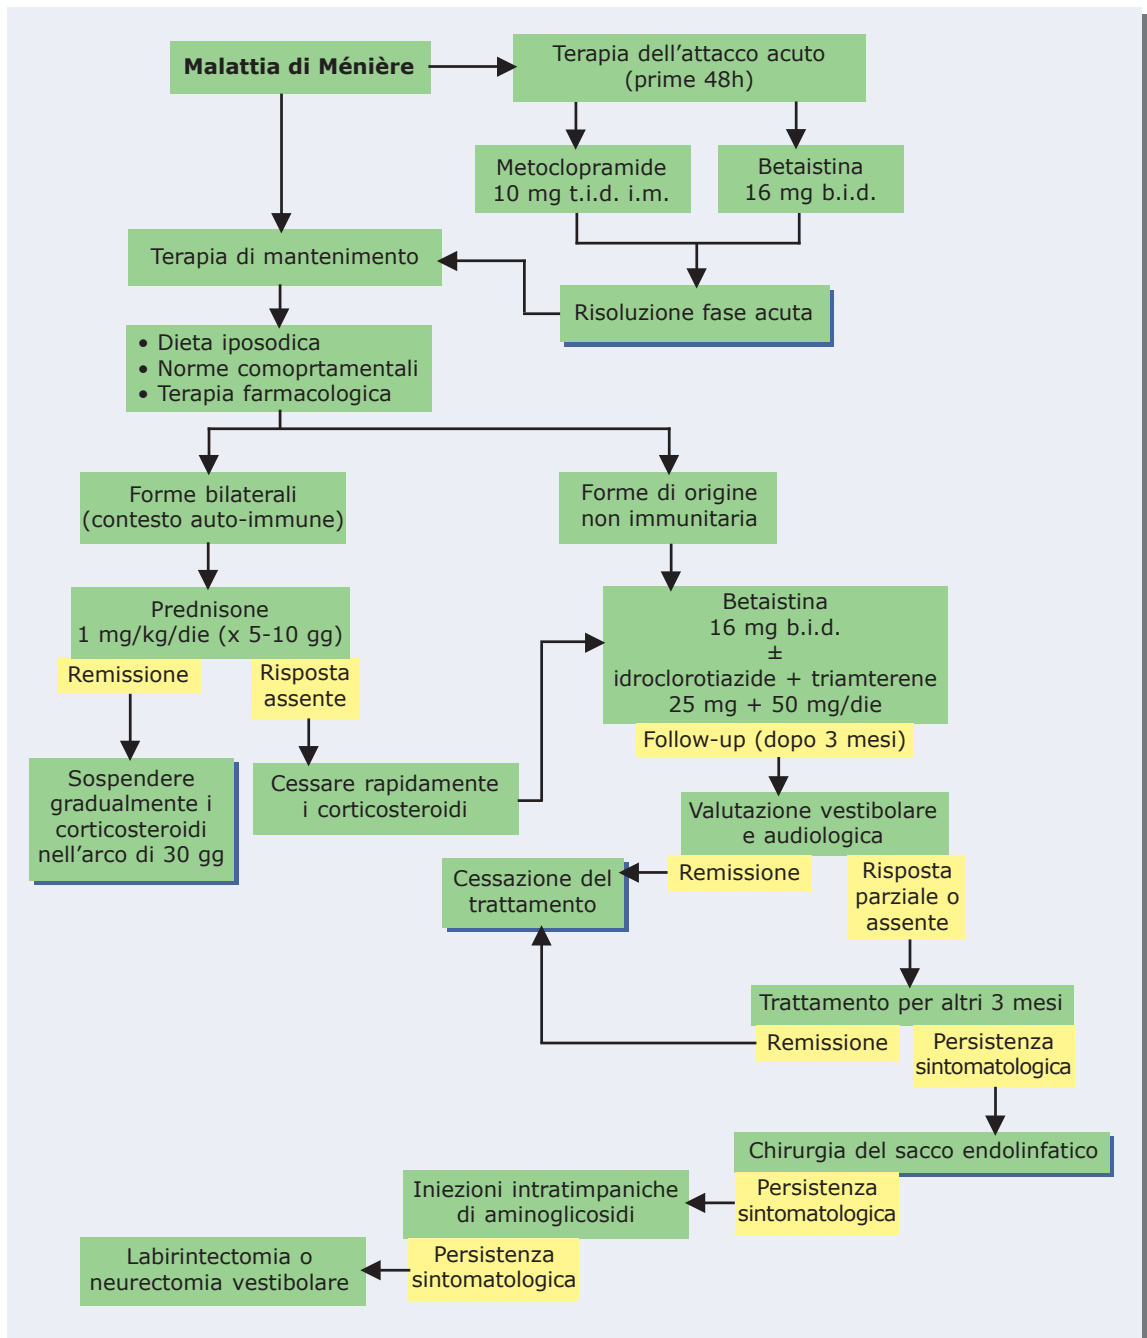 Malattia di Ménière
Terapia dell'attacco acuto
(prime 48h)
Metoclopramide
10 mg t.i.d. i.m.
Betaistina
16 mg b.i.d.
Terapia di mantenimento
Risoluzione fase acuta
• Dieta iposodica
• Norme comoprtamentali
• Terapia farmacologica
Forme bilaterali
(contesto auto-immune)
Forme di origine
non immunitaria
Prednisone
1 mg/kg/die (x 5-10 gg)
Remissione
Risposta
assente
Betaistina
16 mg b.i.d.
±
idroclorotiazide + triamterene
25 mg + 50 mg/die
Follow-up (dopo 3 mesi)
Sospendere
gradualmente i
corticosteroidi
nell'arco di 30 gg
Cessare rapidamente
i corticosteroidi
Valutazione vestibolare
e audiologica
Remissione
Risposta
parziale o
assente
Cessazione del
trattamento
Trattamento per altri 3 mesi
Remissione
Persistenza
sintomatologica
Chirurgia del sacco endolinfatico
Persistenza
sintomatologica
Iniezioni intratimpaniche
di aminoglicosidi
Persistenza
sintomatologica
Labirintectomia o
neurectomia vestibolare